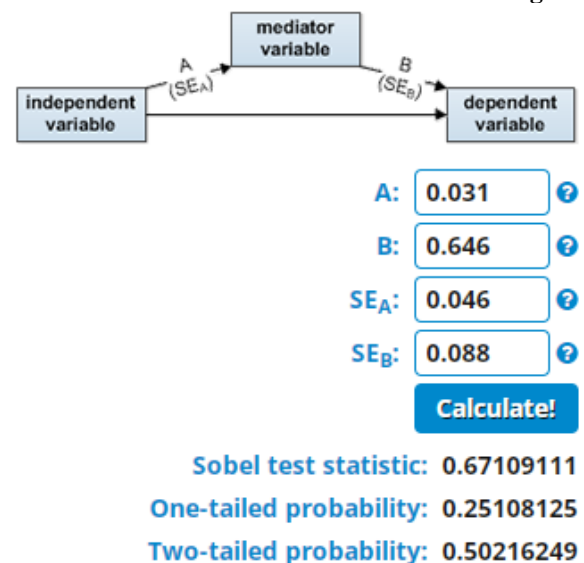 mediator
variable
A
(SEA)
B
(SEB)
independent
variable
dependent
variable
A: 0.031 ?
B: 0.646 ?
SEA: 0.046 ?
SEB: 0.088 ?
Calculate!
Sobel test statistic: 0.67109111
One-tailed probability: 0.25108125
Two-tailed probability: 0.50216249